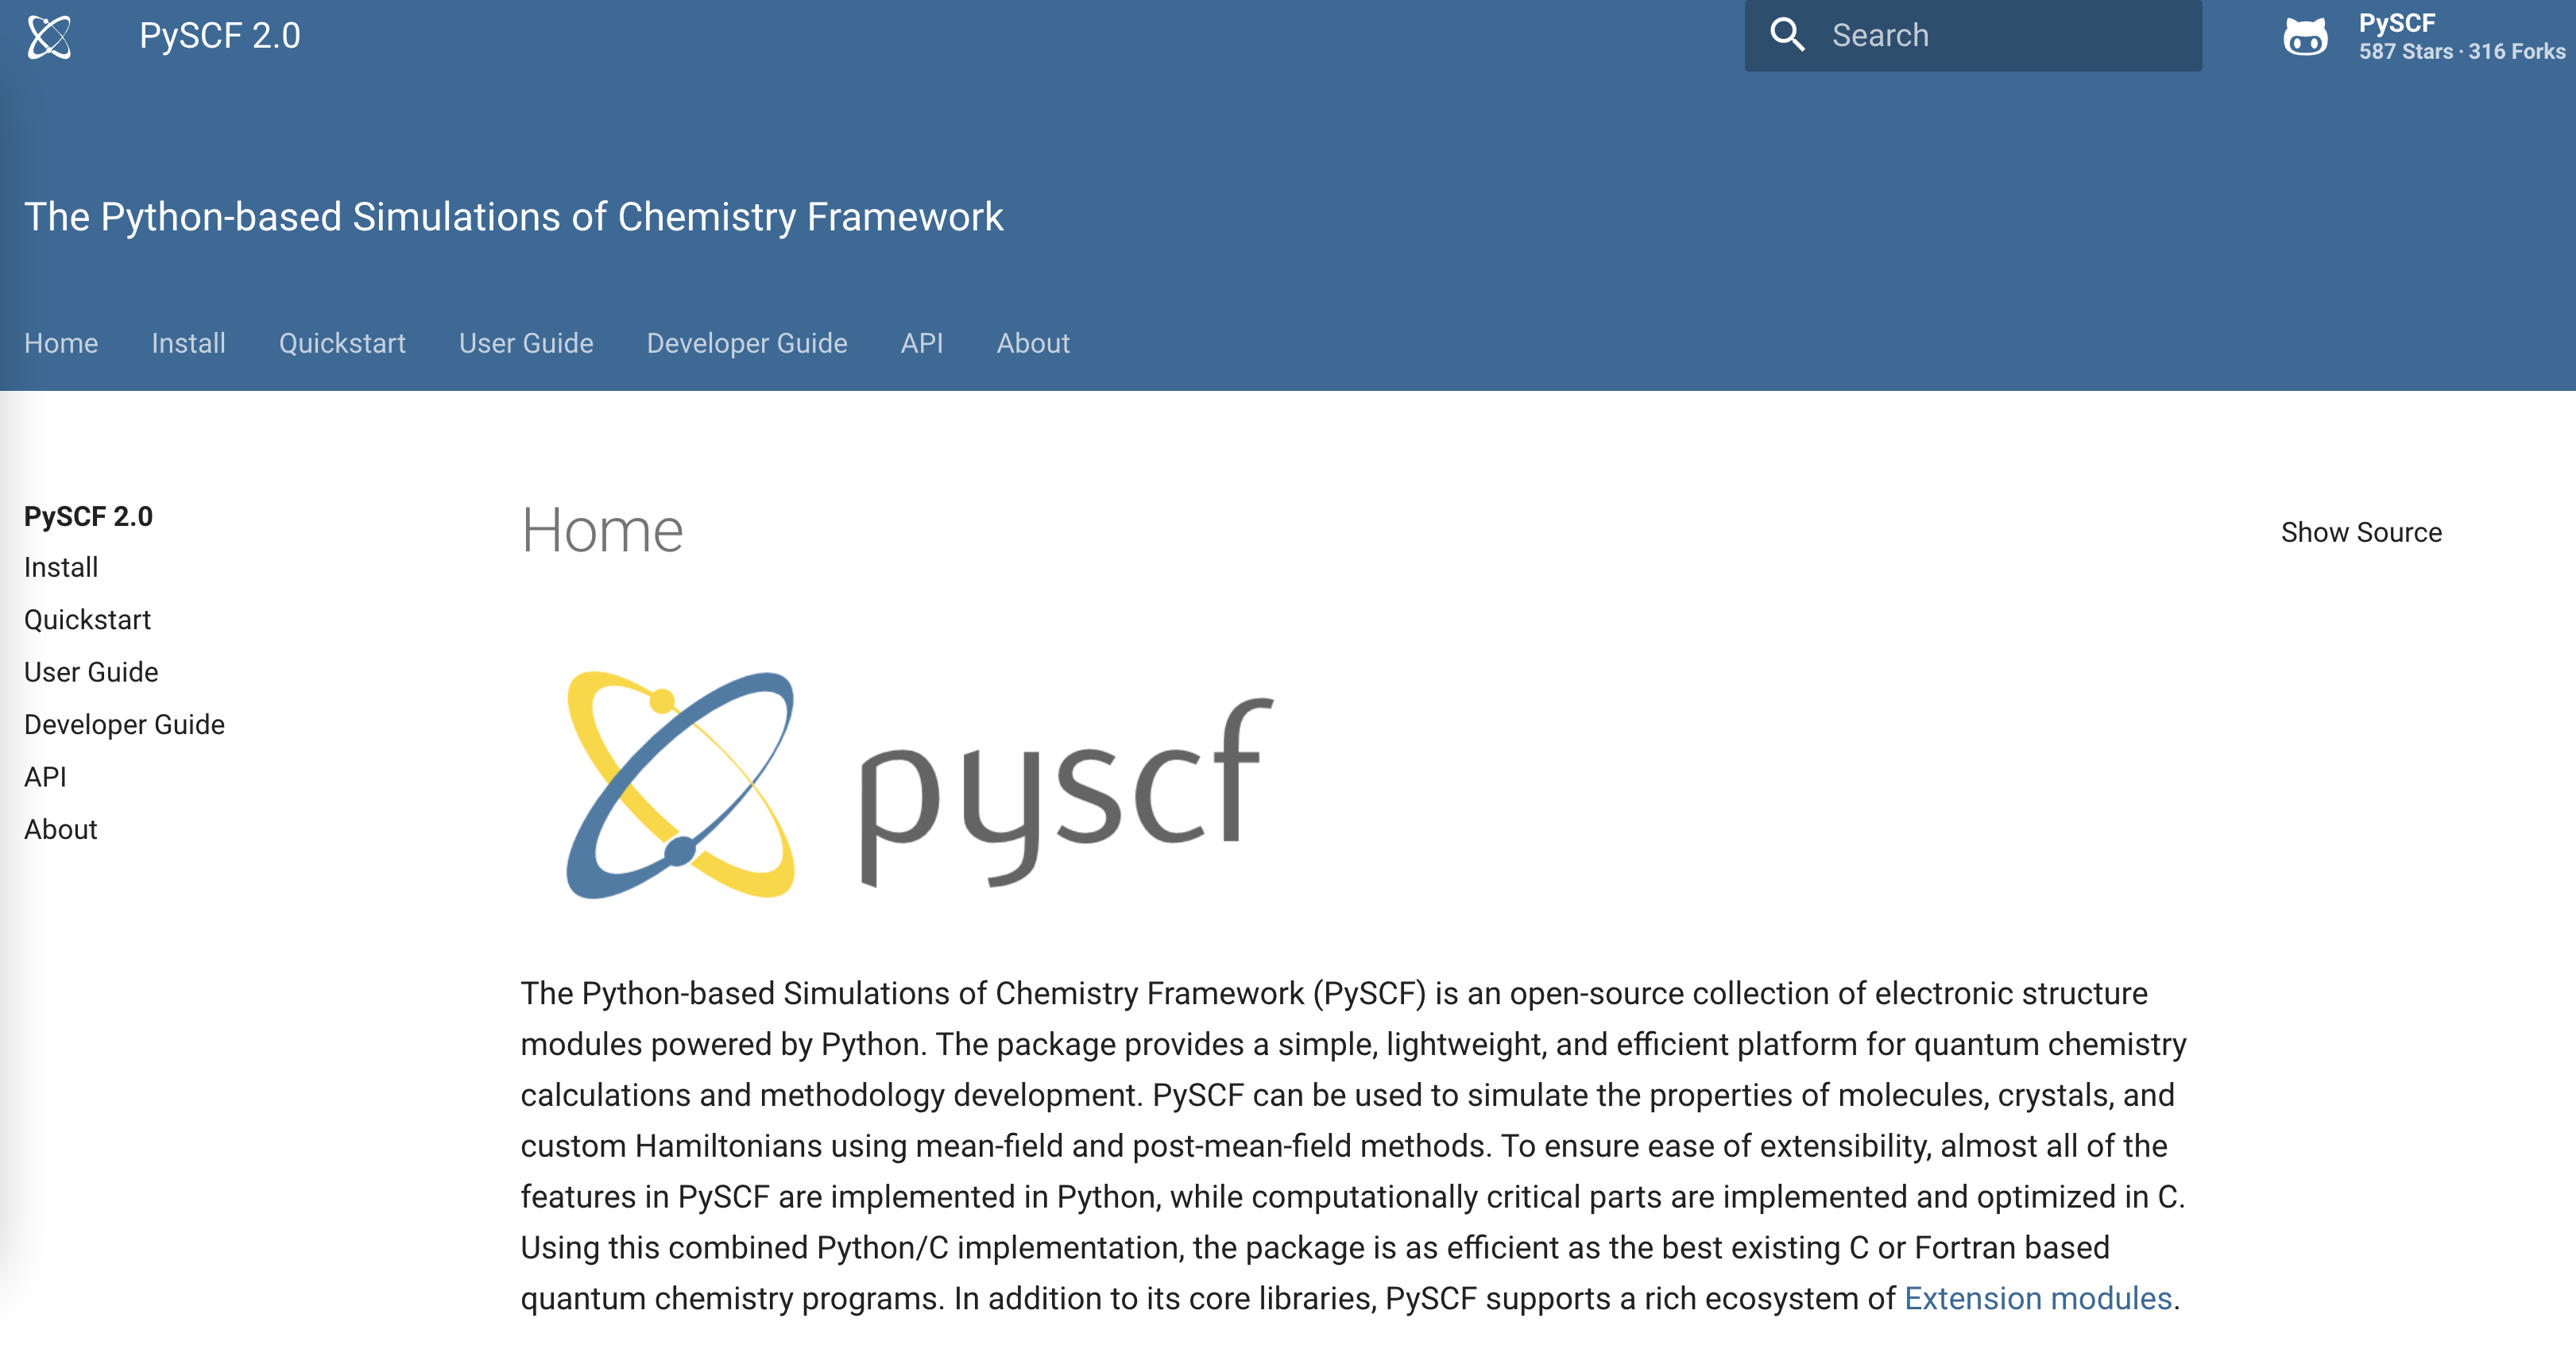 PySCF 2.0
Search
PySCF
587 Stars · 316 Forks
The Python-based Simulations of Chemistry Framework
Home Install Quickstart User Guide Developer Guide API About
PySCF 2.0
Install
Quickstart
User Guide
Developer Guide
API
About
Home
Show Source
pyscf
The Python-based Simulations of Chemistry Framework (PySCF) is an open-source collection of electronic structure
modules powered by Python. The package provides a simple, lightweight, and efficient platform for quantum chemistry
calculations and methodology development. PySCF can be used to simulate the properties of molecules, crystals, and
custom Hamiltonians using mean-field and post-mean-field methods. To ensure ease of extensibility, almost all of the
features in PySCF are implemented in Python, while computationally critical parts are implemented and optimized in C.
Using this combined Python/C implementation, the package is as efficient as the best existing C or Fortran based
quantum chemistry programs. In addition to its core libraries, PySCF supports a rich ecosystem of Extension modules.